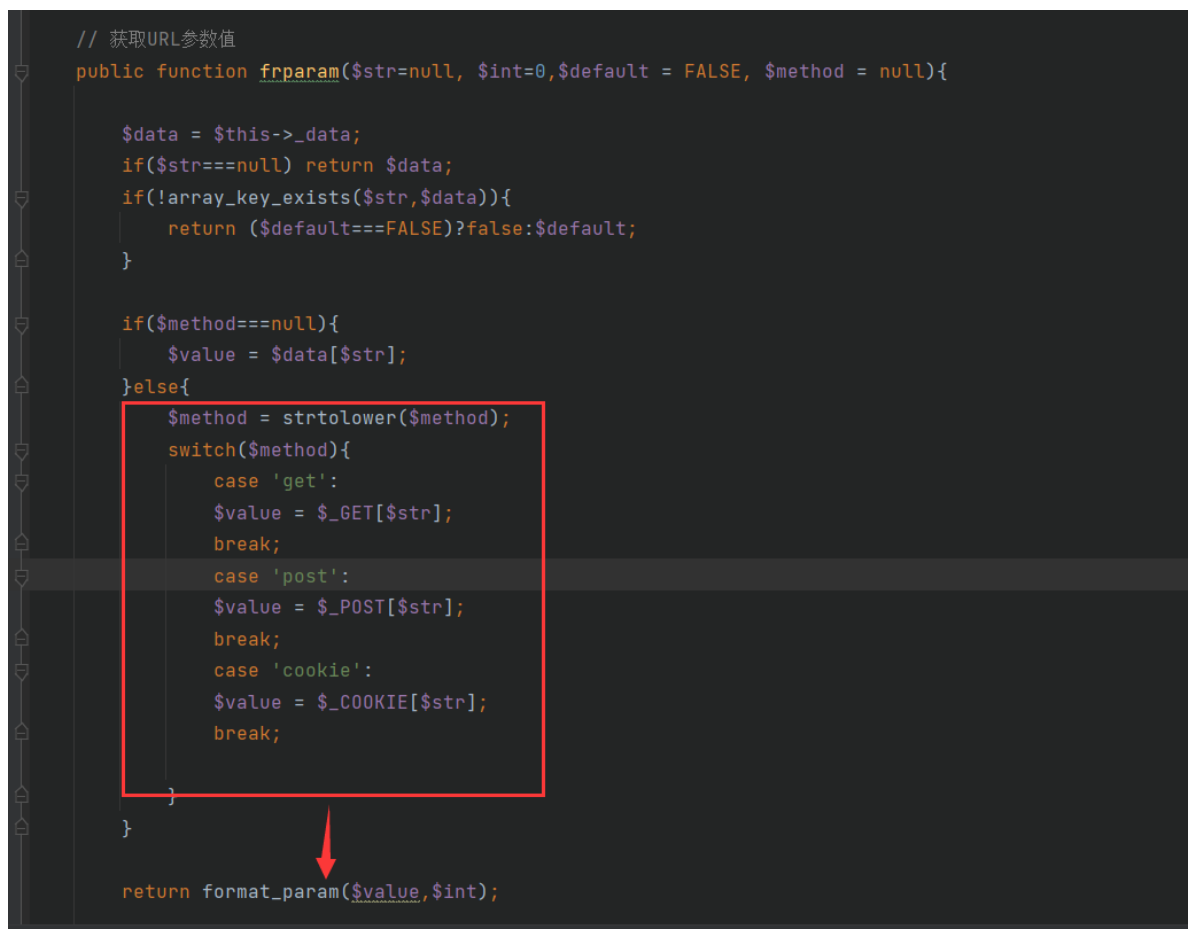 // 获取URL参数值
public function frparam($str=null, $int=0,$default = FALSE, $method = null){
$data = $this->_data;
if($str===null) return $data;
if(!array_key_exists($str,$data)){
return ($default===FALSE)?false:$default;
}
if($method===null){
$value = $data[$str];
}else{
$method = strtolower($method);
switch($method){
case 'get':
$value = $_GET[$str];
break;
case 'post':
$value = $_POST[$str];
break;
case 'cookie':
$value = $_COOKIE[$str];
break;
}
}
return format_param($value,$int);